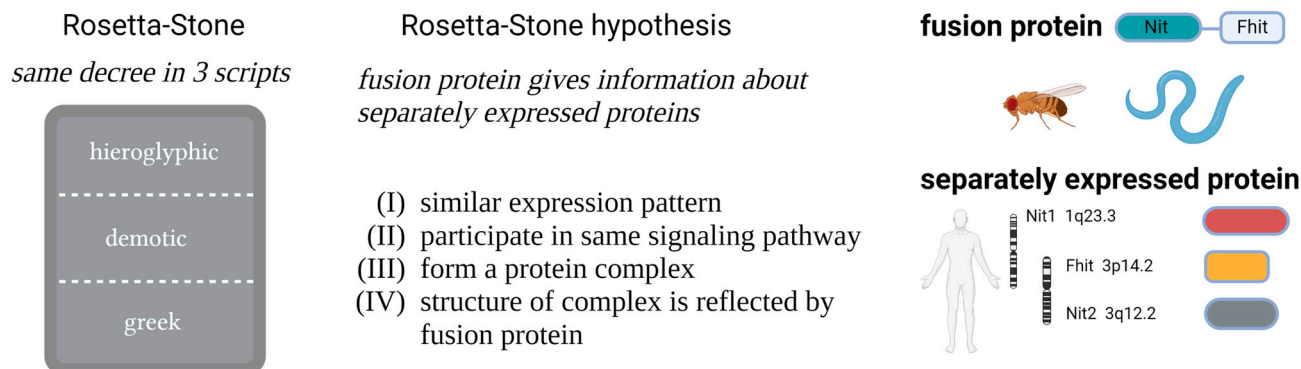 Rosetta-Stone
same decree in 3 scripts
hieroglyphic
demotic
greek
Rosetta-Stone hypothesis
fusion protein gives information about
separately expressed proteins
(I) similar expression pattern
(II) participate in same signaling pathway
(III) form a protein complex
(IV) structure of complex is reflected by
fusion protein
fusion protein
Nit
Fhit
separately expressed protein
Nit1 1q23.3
Fhit 3p14.2
Nit2 3q12.2